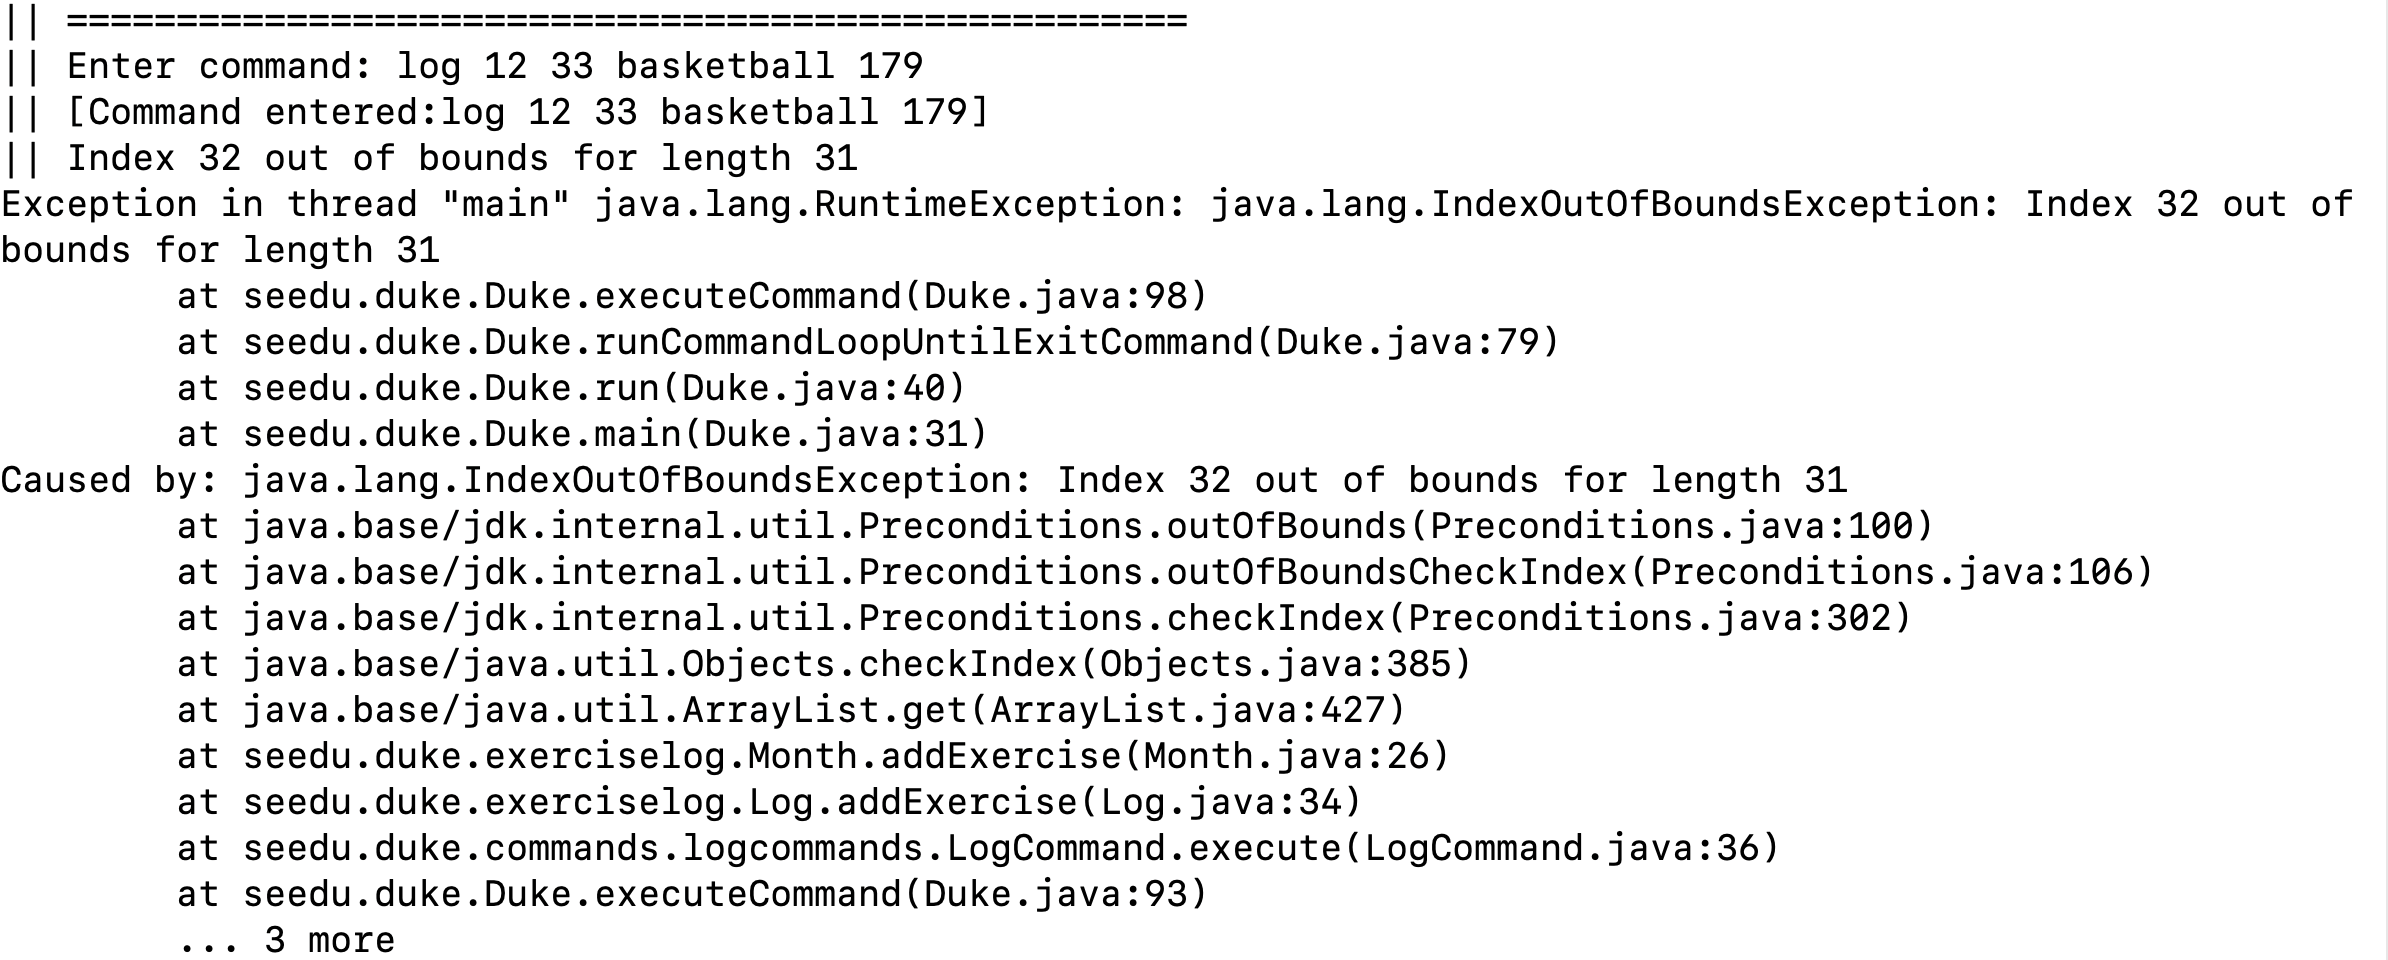 || ===================================================
|| Enter command: log 12 33 basketball 179
|| [Command entered:log 12 33 basketball 179]
|| Index 32 out of bounds for length 31
Exception in thread "main" java.lang.RuntimeException: java.lang.IndexOutOfBoundsException: Index 32 out of
bounds for length 31
        at seedu.duke.Duke.executeCommand(Duke.java:98)
        at seedu.duke.Duke.runCommandLoopUntilExitCommand(Duke.java:79)
        at seedu.duke.Duke.run(Duke.java:40)
        at seedu.duke.Duke.main(Duke.java:31)
Caused by: java.lang.IndexOutOfBoundsException: Index 32 out of bounds for length 31
        at java.base/jdk.internal.util.Preconditions.outOfBounds(Preconditions.java:100)
        at java.base/jdk.internal.util.Preconditions.outOfBoundsCheckIndex(Preconditions.java:106)
        at java.base/jdk.internal.util.Preconditions.checkIndex(Preconditions.java:302)
        at java.base/java.util.Objects.checkIndex(Objects.java:385)
        at java.base/java.util.ArrayList.get(ArrayList.java:427)
        at seedu.duke.exerciselog.Month.addExercise(Month.java:26)
        at seedu.duke.exerciselog.Log.addExercise(Log.java:34)
        at seedu.duke.commands.logcommands.LogCommand.execute(LogCommand.java:36)
        at seedu.duke.Duke.executeCommand(Duke.java:93)
        ... 3 more